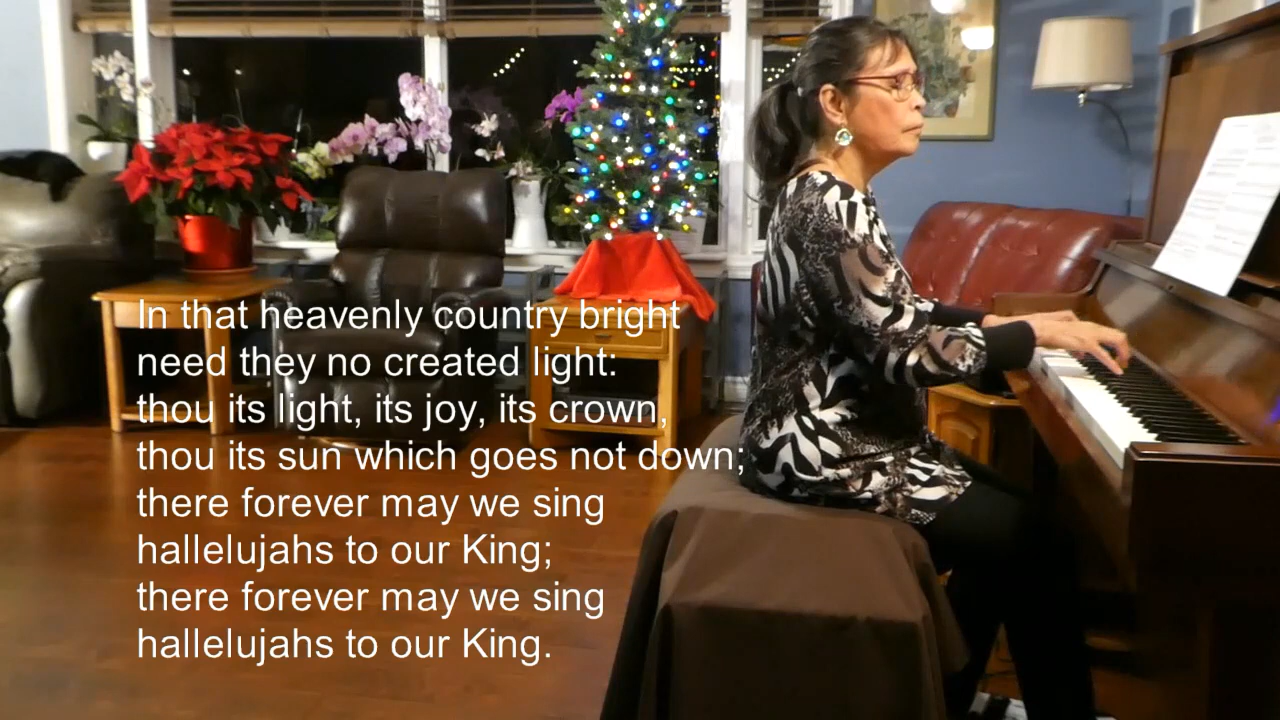 In that heavenly country bright
need they no created light:
thou its light, its joy, its crown,
thou its sun which goes not down;
there forever may we sing
hallelujahs to our King;
there forever may we sing
hallelujahs to our King.